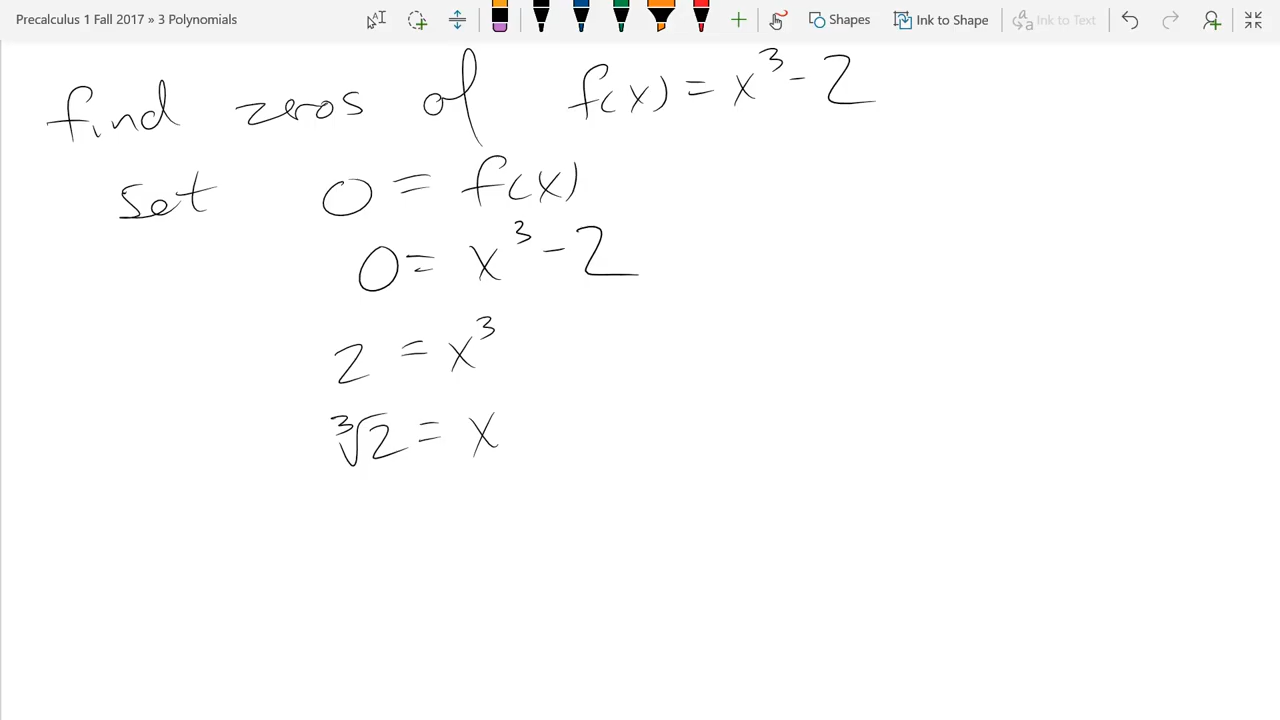 Precalculus 1 Fall 2017 » 3 Polynomials
Shapes
Ink to Shape
Ink to Text
find zeros of f(x) = x³ - 2
set 0 = f(x)
0 = x³ - 2
2 = x³
∛2 = x